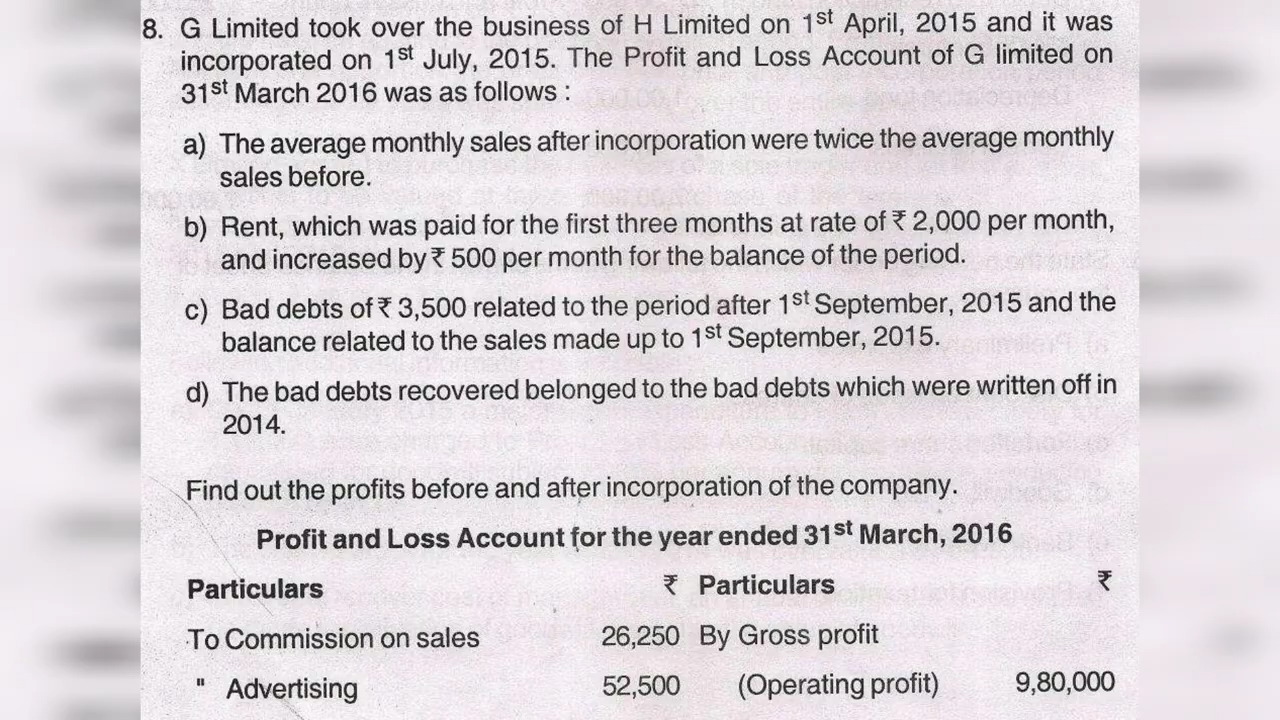 8. G Limited took over the business of H Limited on 1st April, 2015 and it was
incorporated on 1st July, 2015. The Profit and Loss Account of G limited on
31st March 2016 was as follows :
a) The average monthly sales after incorporation were twice the average monthly
sales before.
b) Rent, which was paid for the first three months at rate of ₹ 2,000 per month,
and increased by ₹ 500 per month for the balance of the period.
c) Bad debts of ₹ 3,500 related to the period after 1st September, 2015 and the
balance related to the sales made up to 1st September, 2015.
d) The bad debts recovered belonged to the bad debts which were written off in
2014.
Find out the profits before and after incorporation of the company.
Profit and Loss Account for the year ended 31st March, 2016
Particulars ₹ Particulars ₹
To Commission on sales 26,250 By Gross profit
" Advertising 52,500 (Operating profit) 9,80,000